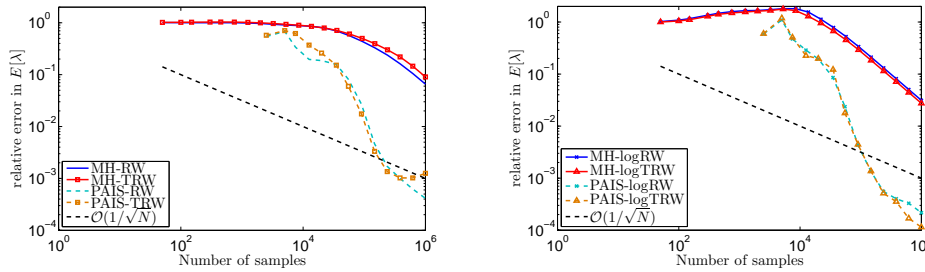 relative error in E[λ]
10^0
10^-1
10^-2
10^-3
10^-4
MH-RW
MH-TRW
PAIS-RW
PAIS-TRW
O(1/√N)
10^0
10^2
10^4
10^6
Number of samples
relative error in E[λ]
10^0
10^-1
10^-2
10^-3
10^-4
MH-logRW
MH-logTRW
PAIS-logRW
PAIS-logTRW
O(1/√N)
10^0
10^2
10^4
10^6
Number of samples